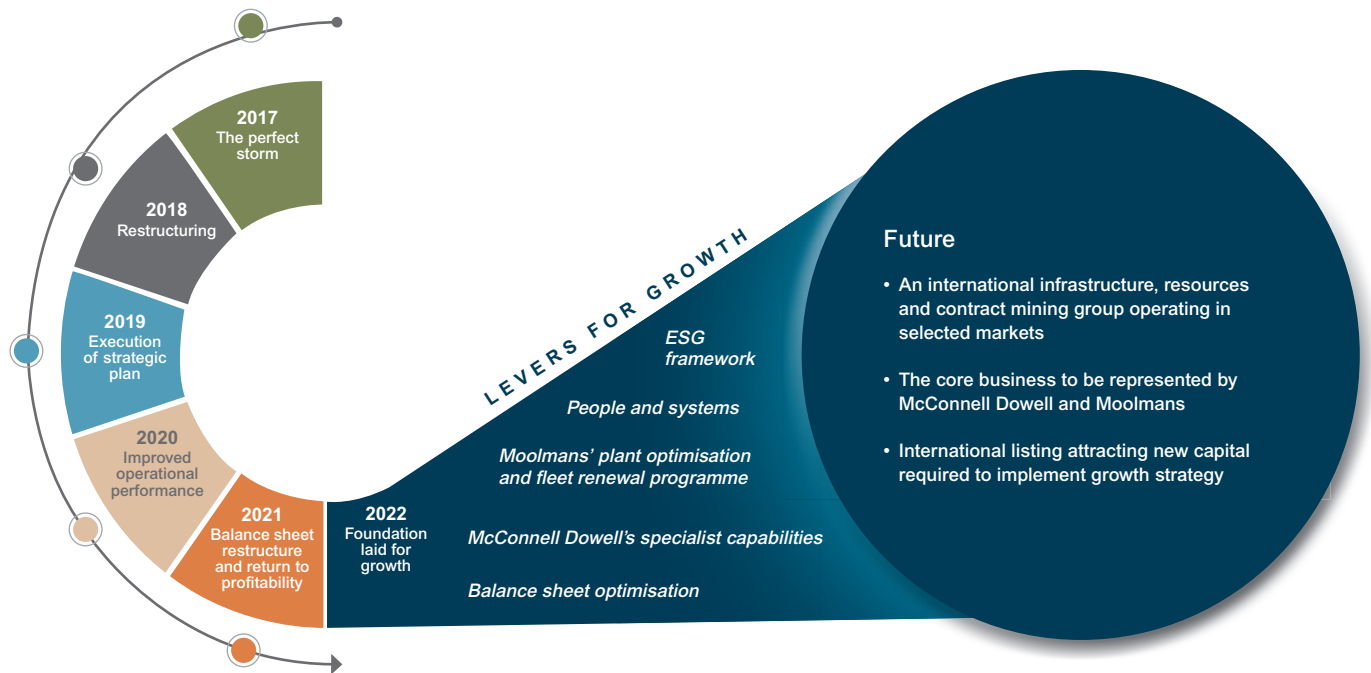 2017
The perfect
storm
2018
Restructuring
2019
Execution
of strategic
plan
2020
Improved
operational
performance
2021
Balance sheet
restructure
and return to
profitability
2022
Foundation
laid for
growth
LEVERS FOR GROWTH
ESG
framework
People and systems
Moolmans’ plant optimisation
and fleet renewal programme
McConnell Dowell’s specialist capabilities
Balance sheet optimisation
Future
• An international infrastructure, resources
and contract mining group operating in
selected markets
• The core business to be represented by
McConnell Dowell and Moolmans
• International listing attracting new capital
required to implement growth strategy